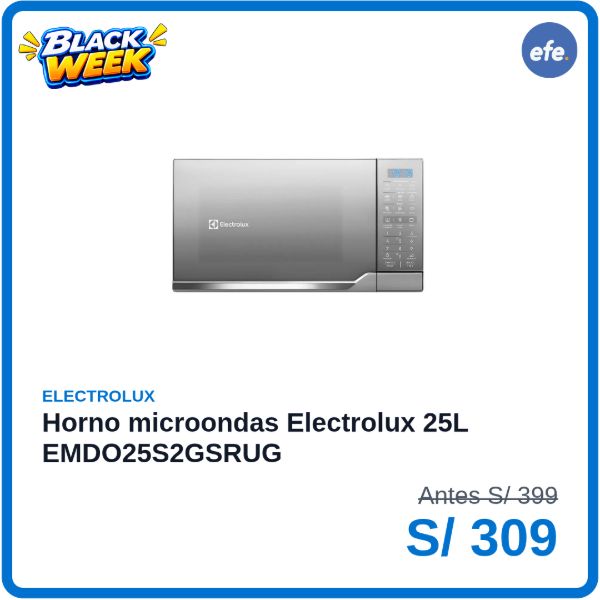 BLACK
WEEK
efe.
Electrolux
ELECTROLUX
Horno microondas Electrolux 25L
EMDO25S2GSRUG
Antes S/ 399
S/ 309